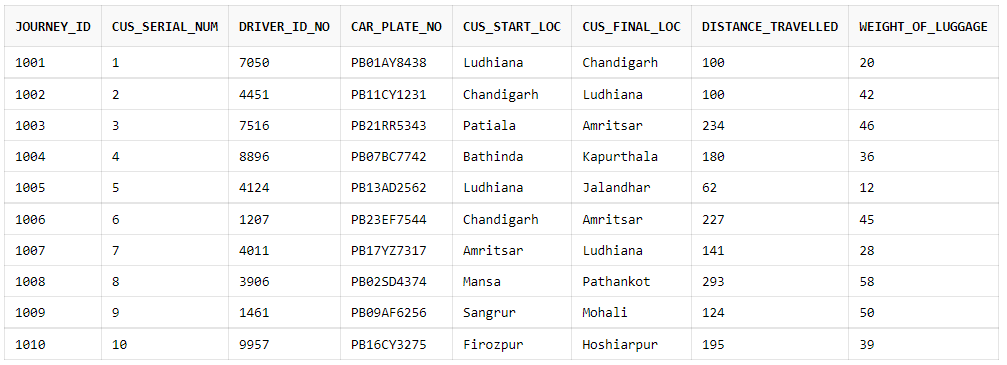 JOURNEY_ID CUS_SERIAL_NUM DRIVER_ID_NO CAR_PLATE_NO CUS_START_LOC CUS_FINAL_LOC DISTANCE_TRAVELLED WEIGHT_OF_LUGGAGE
1001 1 7050 PB01AY8438 Ludhiana Chandigarh 100 20
1002 2 4451 PB11CY1231 Chandigarh Ludhiana 100 42
1003 3 7516 PB21RR5343 Patiala Amritsar 234 46
1004 4 8896 PB07BC7742 Bathinda Kapurthala 180 36
1005 5 4124 PB13AD2562 Ludhiana Jalandhar 62 12
1006 6 1207 PB23EF7544 Chandigarh Amritsar 227 45
1007 7 4011 PB17YZ7317 Amritsar Ludhiana 141 28
1008 8 3906 PB02SD4374 Mansa Pathankot 293 58
1009 9 1461 PB09AF6256 Sangrur Mohali 124 50
1010 10 9957 PB16CY3275 Firozpur Hoshiarpur 195 39